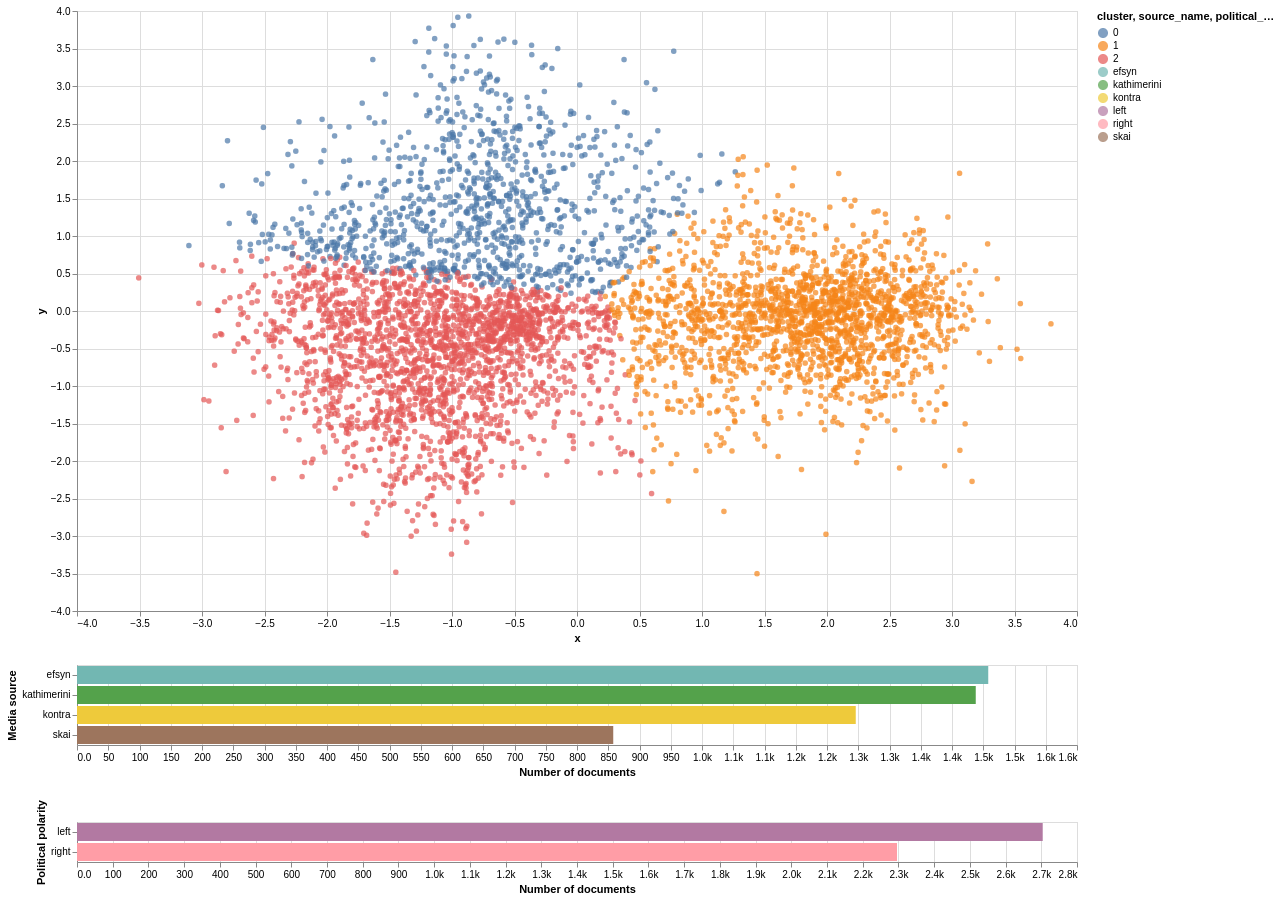 cluster, source_name, political_…
0
1
2
efsyn
kathimerini
kontra
left
right
skai
y
4.0
3.5
3.0
2.5
2.0
1.5
1.0
0.5
0.0
−0.5
−1.0
−1.5
−2.0
−2.5
−3.0
−3.5
−4.0
−4.0 −3.5 −3.0 −2.5 −2.0 −1.5 −1.0 −0.5 0.0 0.5 1.0 1.5 2.0 2.5 3.0 3.5 4.0
x
Media source
efsyn
kathimerini
kontra
skai
0.0 50 100 150 200 250 300 350 400 450 500 550 600 650 700 750 800 850 900 950 1.0k 1.1k 1.1k 1.2k 1.2k 1.3k 1.3k 1.4k 1.4k 1.5k 1.5k 1.6k 1.6k
Number of documents
Political polarity
left
right
0.0 100 200 300 400 500 600 700 800 900 1.0k 1.1k 1.2k 1.3k 1.4k 1.5k 1.6k 1.7k 1.8k 1.9k 2.0k 2.1k 2.2k 2.3k 2.4k 2.5k 2.6k 2.7k 2.8k
Number of documents